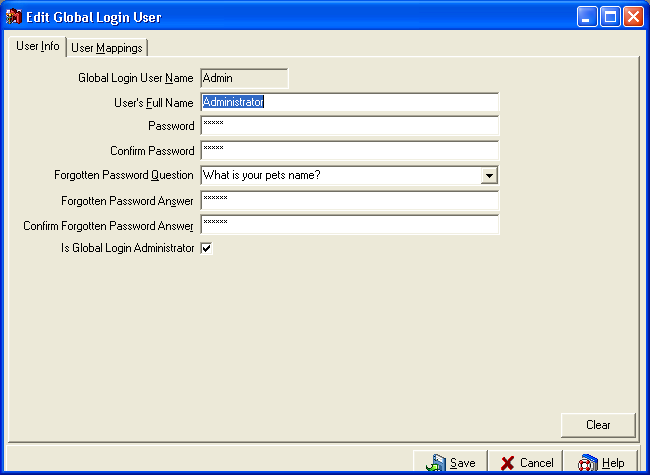 Edit Global Login User
User Info User Mappings
Global Login User Name Admin
User's Full Name Administrator
Password *****
Confirm Password *****
Forgotten Password Question What is your pets name?
Forgotten Password Answer ******
Confirm Forgotten Password Answer ******
Is Global Login Administrator
Clear
Save Cancel Help